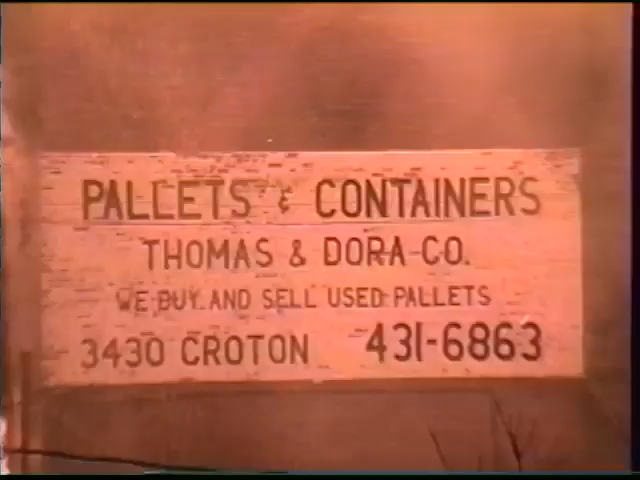 PALLETS & CONTAINERS
THOMAS & DORA CO.
WE BUY AND SELL USED PALLETS
3430 CROTON 431-6863